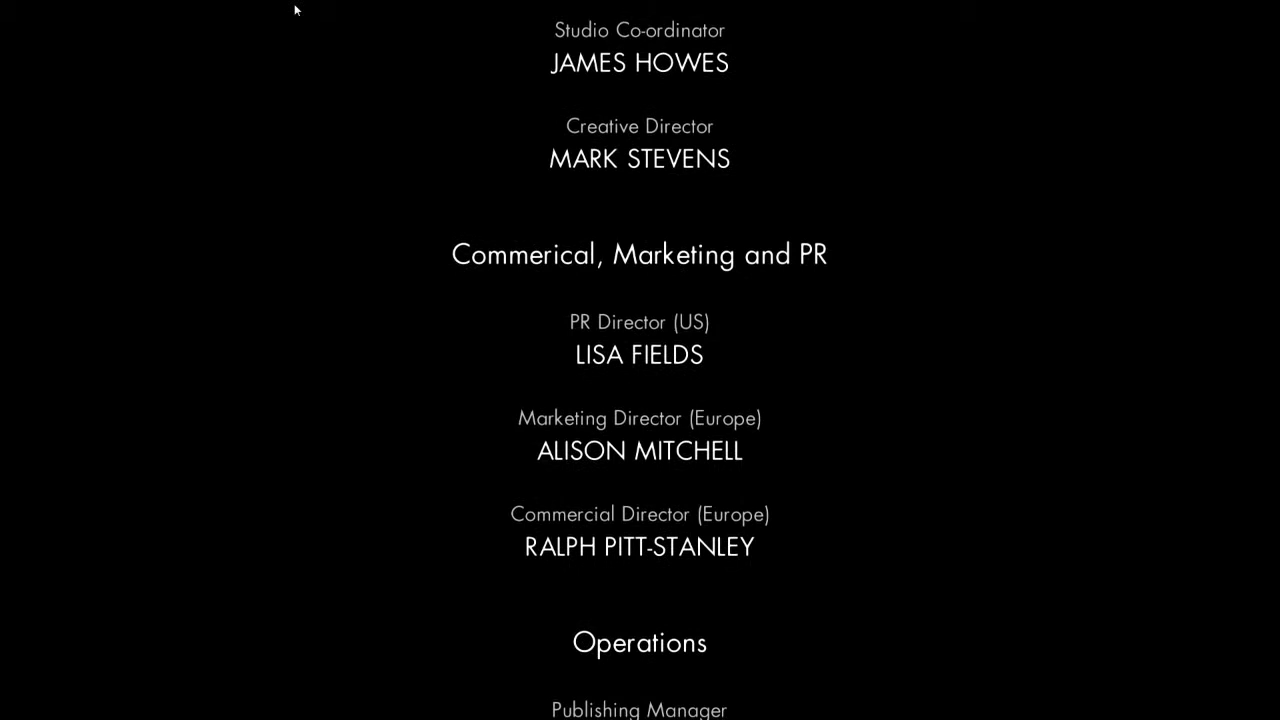 Studio Co-ordinator
JAMES HOWES
Creative Director
MARK STEVENS
Commerical, Marketing and PR
PR Director (US)
LISA FIELDS
Marketing Director (Europe)
ALISON MITCHELL
Commercial Director (Europe)
RALPH PITT-STANLEY
Operations
Publishing Manager